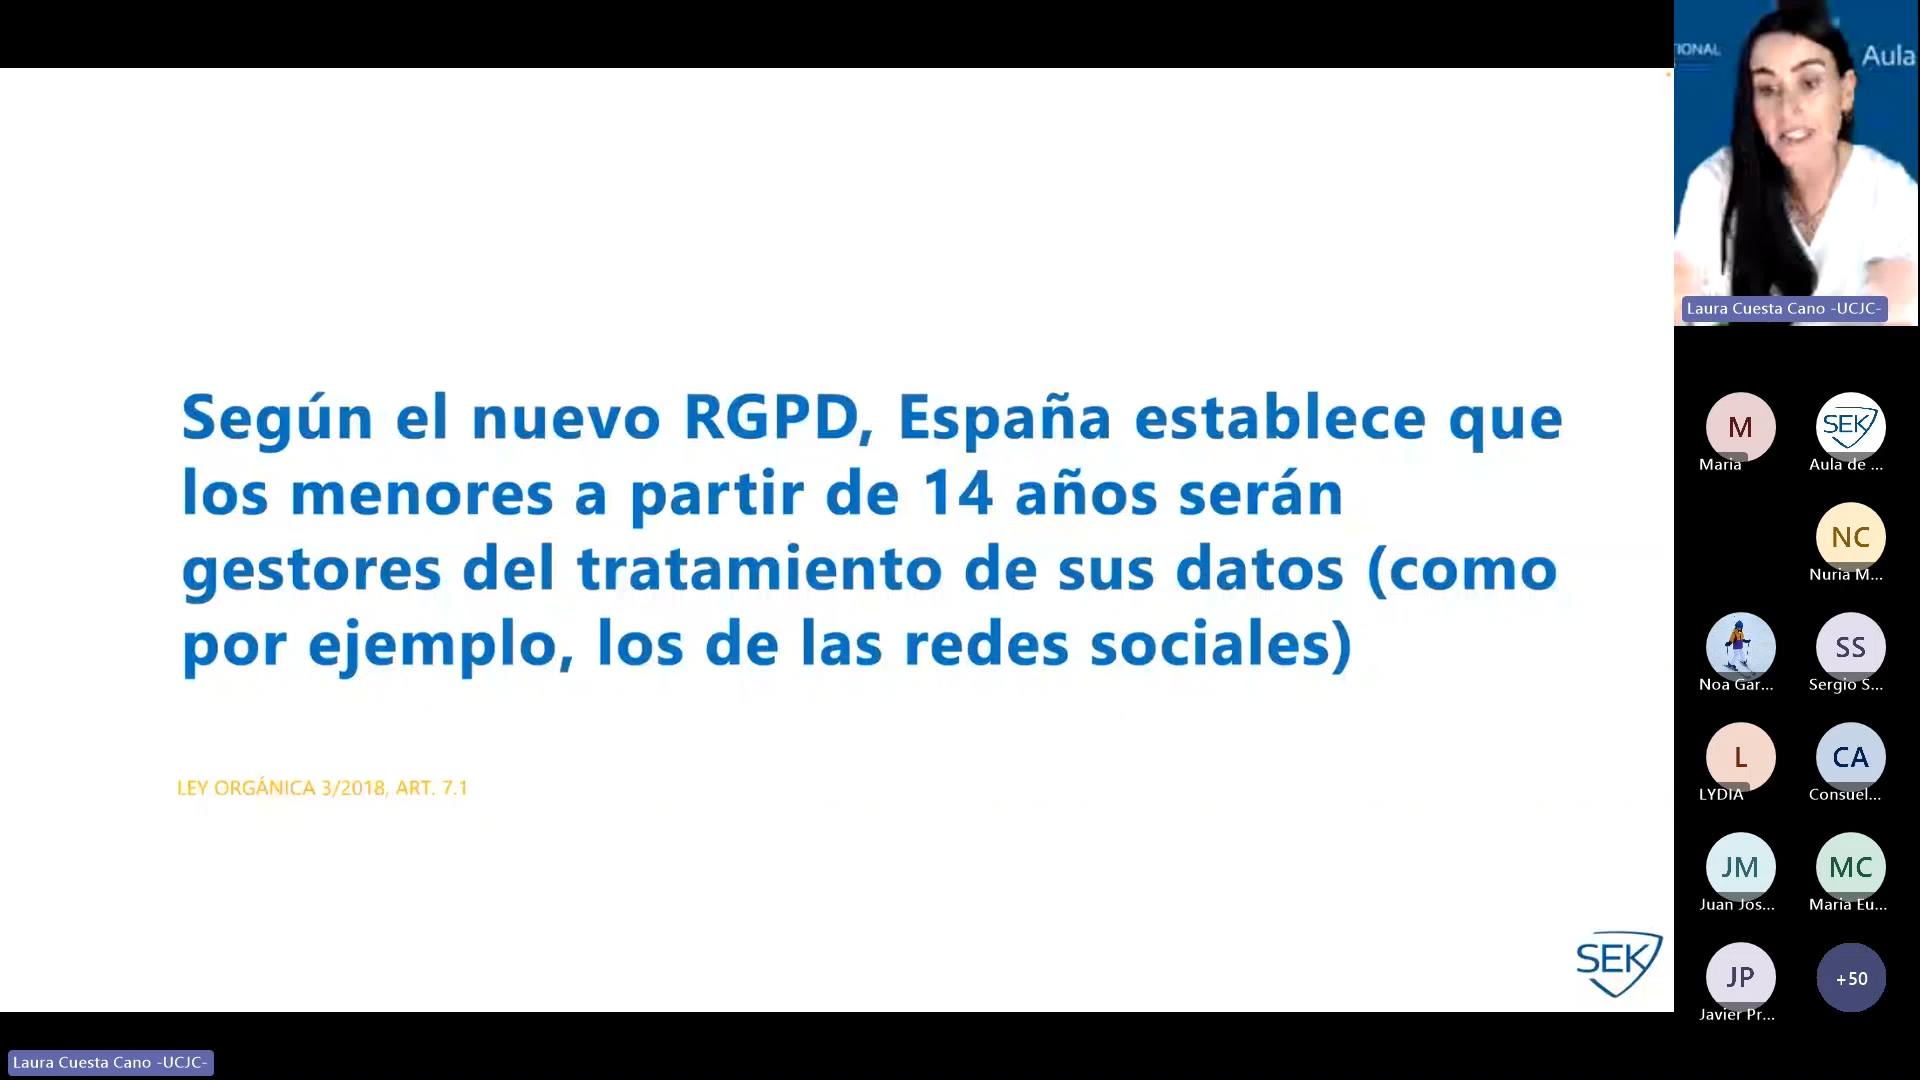 Según el nuevo RGPD, España establece que
los menores a partir de 14 años serán
gestores del tratamiento de sus datos (como
por ejemplo, los de las redes sociales)
LEY ORGÁNICA 3/2018, ART. 7.1
SEK
Laura Cuesta Cano -UCJC-
Aula
Laura Cuesta Cano -UCJC-
M
Maria
SEK
Aula de ...
NC
Nuria M...
Noa Gar...
SS
Sergio S...
L
LYDIA
CA
Consuel...
JM
Juan Jos...
MC
Maria Eu...
JP
Javier Pr...
+50